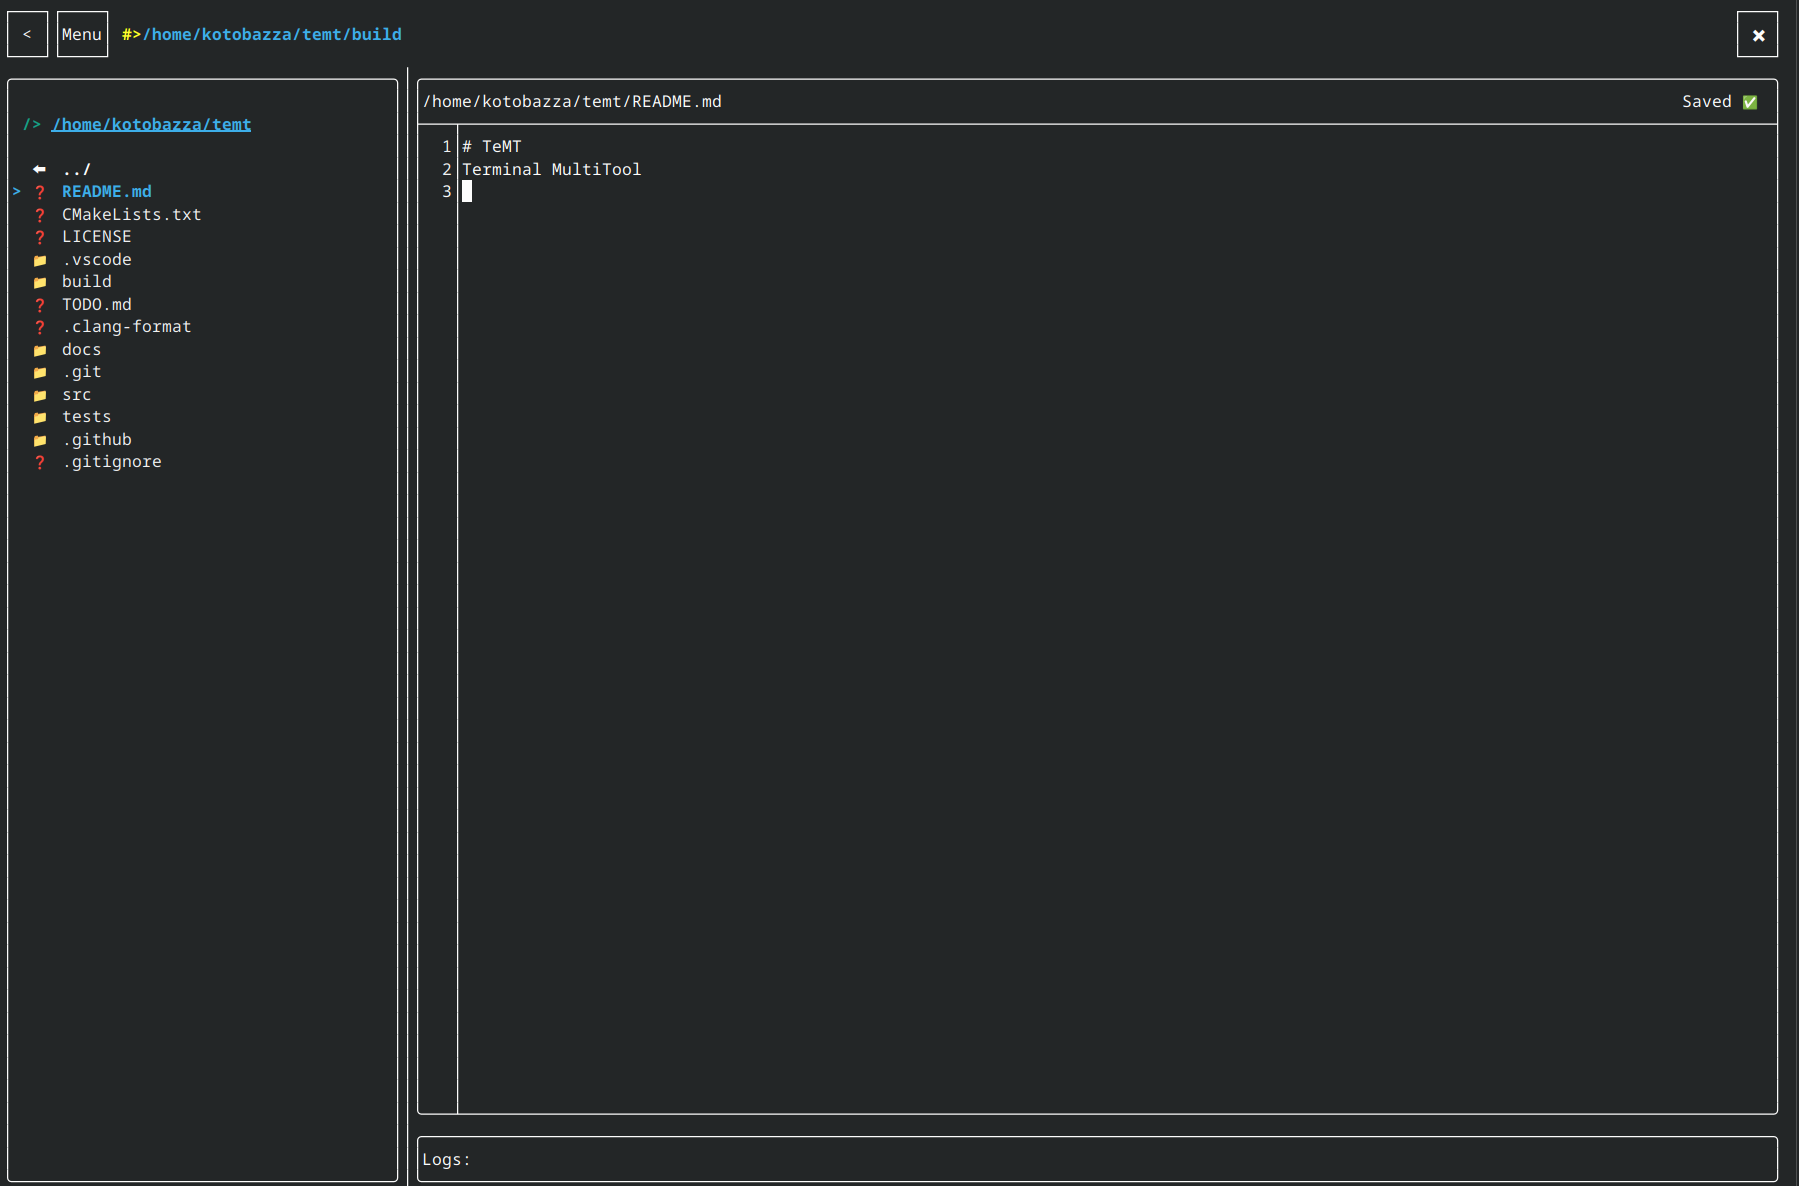 < Menu #>/home/kotobazza/temt/build ✖
/> /home/kotobazza/temt
⬅ ../
> ❓ README.md
❓ CMakeLists.txt
❓ LICENSE
📁 .vscode
📁 build
❓ TODO.md
❓ .clang-format
📁 docs
📁 .git
📁 src
📁 tests
📁 .github
❓ .gitignore
/home/kotobazza/temt/README.md Saved ✅
1 # TeMT
2 Terminal MultiTool
3
Logs: